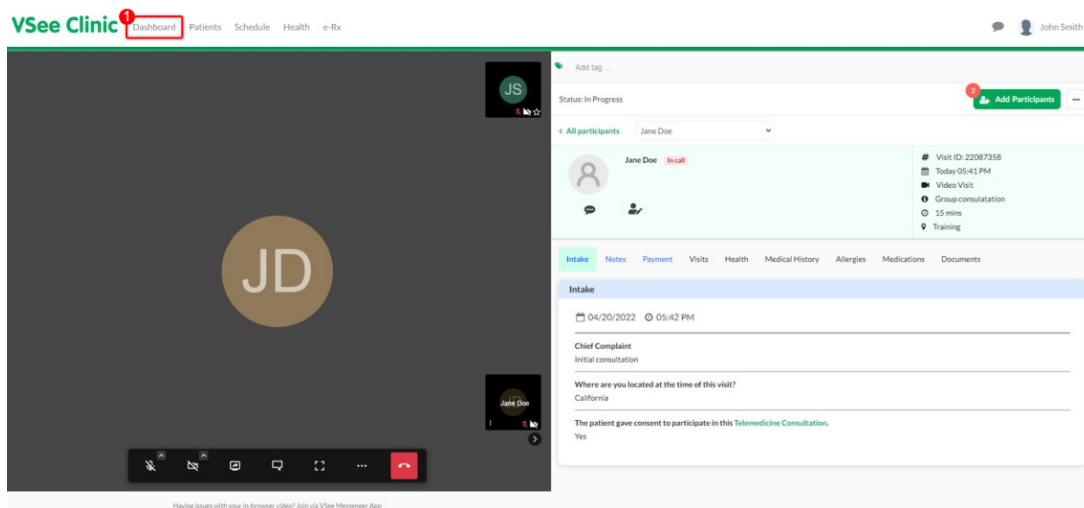 VSee Clinic
1
Dashboard Patients Schedule Health e-Rx
John Smith
JS
JD
Jane Doe
Having issues with your in-browser video? Join via VSee Messenger App
Add tag ...
Status: In Progress
2
Add Participants
< All participants
Jane Doe
Jane Doe In call
# Visit ID: 22087358
Today 05:41 PM
Video Visit
Group consulatation
15 mins
Training
Intake Notes Payment Visits Health Medical History Allergies Medications Documents
Intake
04/20/2022 05:42 PM
Chief Complaint
Initial consultation
Where are you located at the time of this visit?
California
The patient gave consent to participate in this Telemedicine Consultation.
Yes